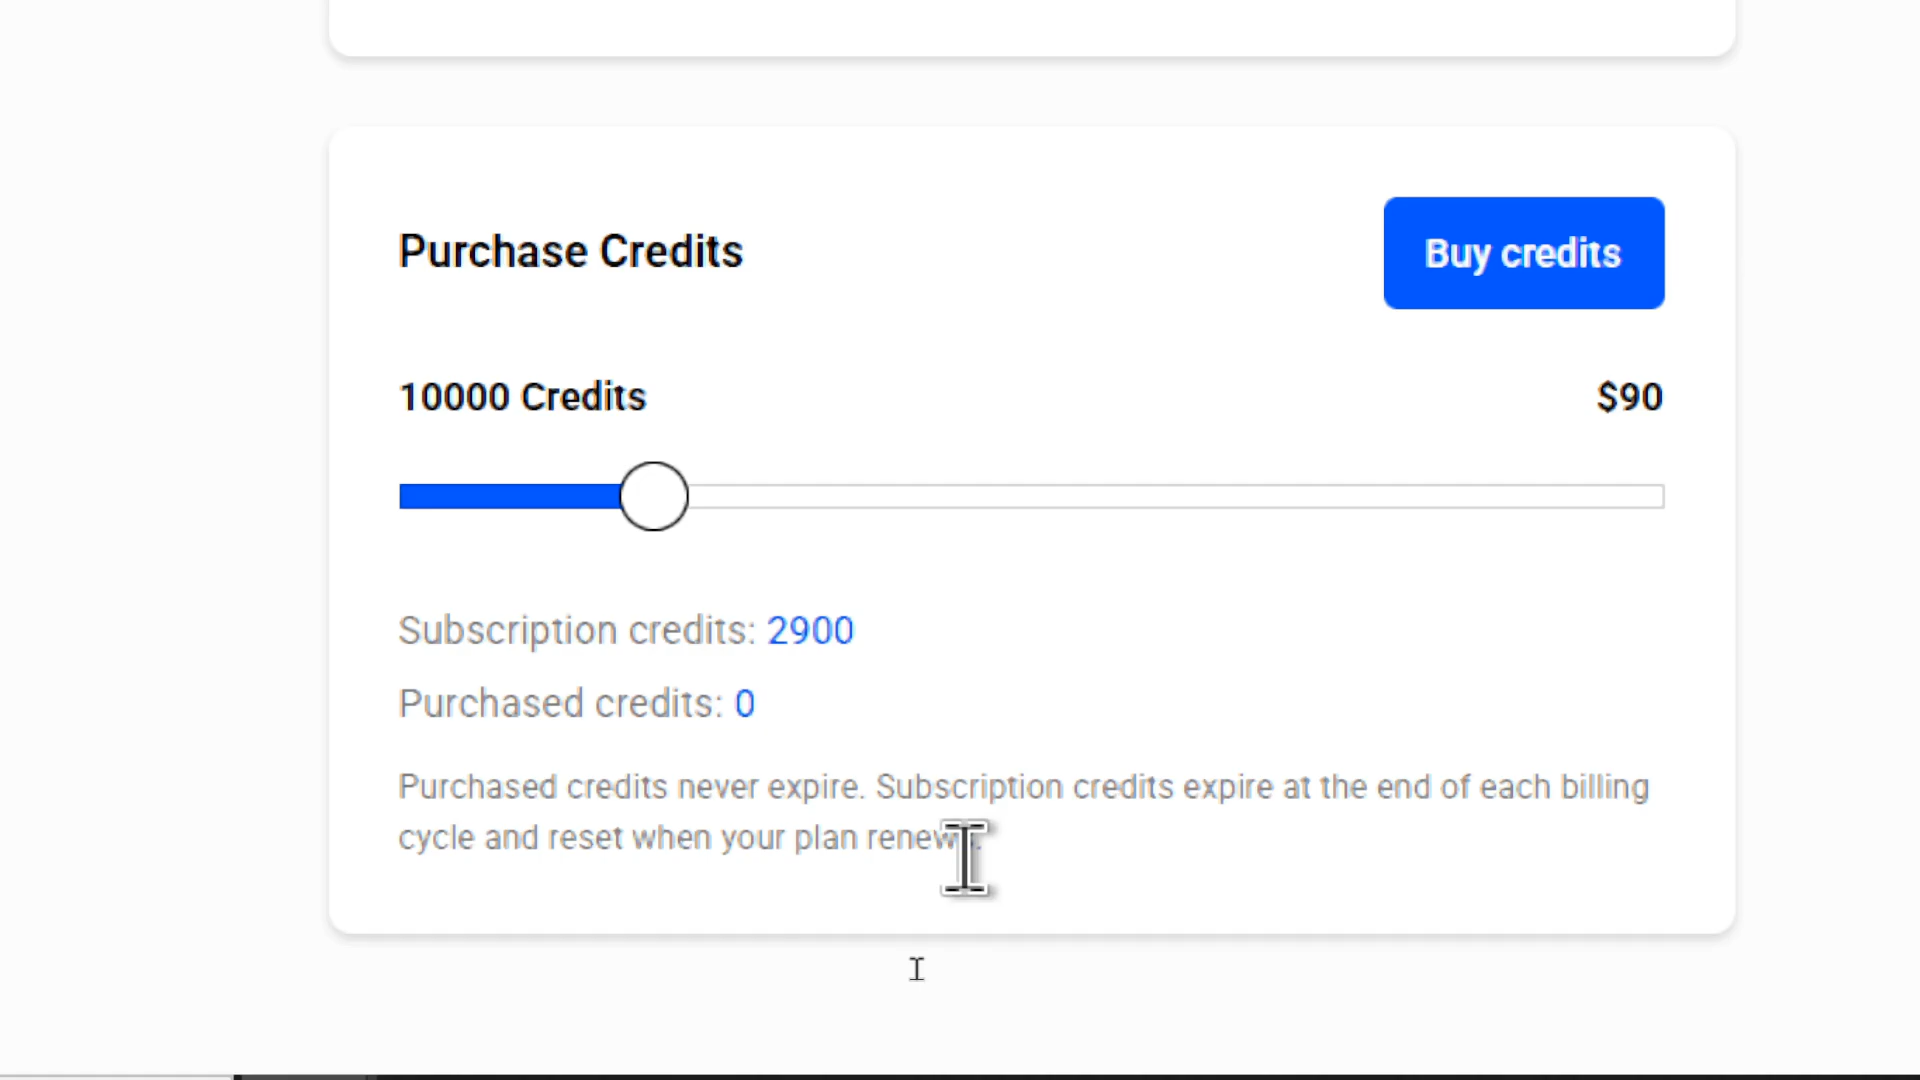 Purchase Credits
Buy credits
10000 Credits
$90
Subscription credits: 2900
Purchased credits: 0
Purchased credits never expire. Subscription credits expire at the end of each billing
cycle and reset when your plan renews.